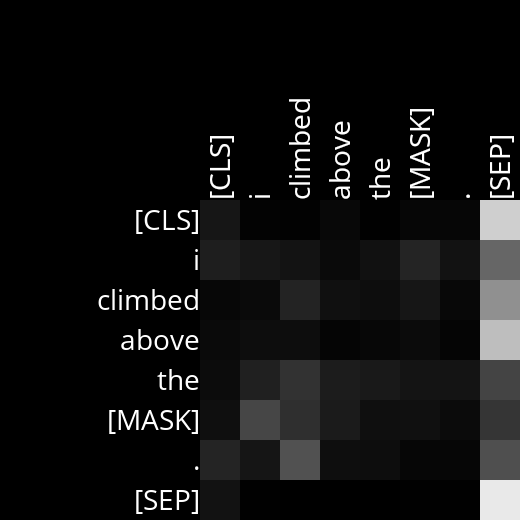 [CLS] i climbed above the [MASK] . [SEP]
[CLS]
i
climbed
above
the
[MASK]
.
[SEP]